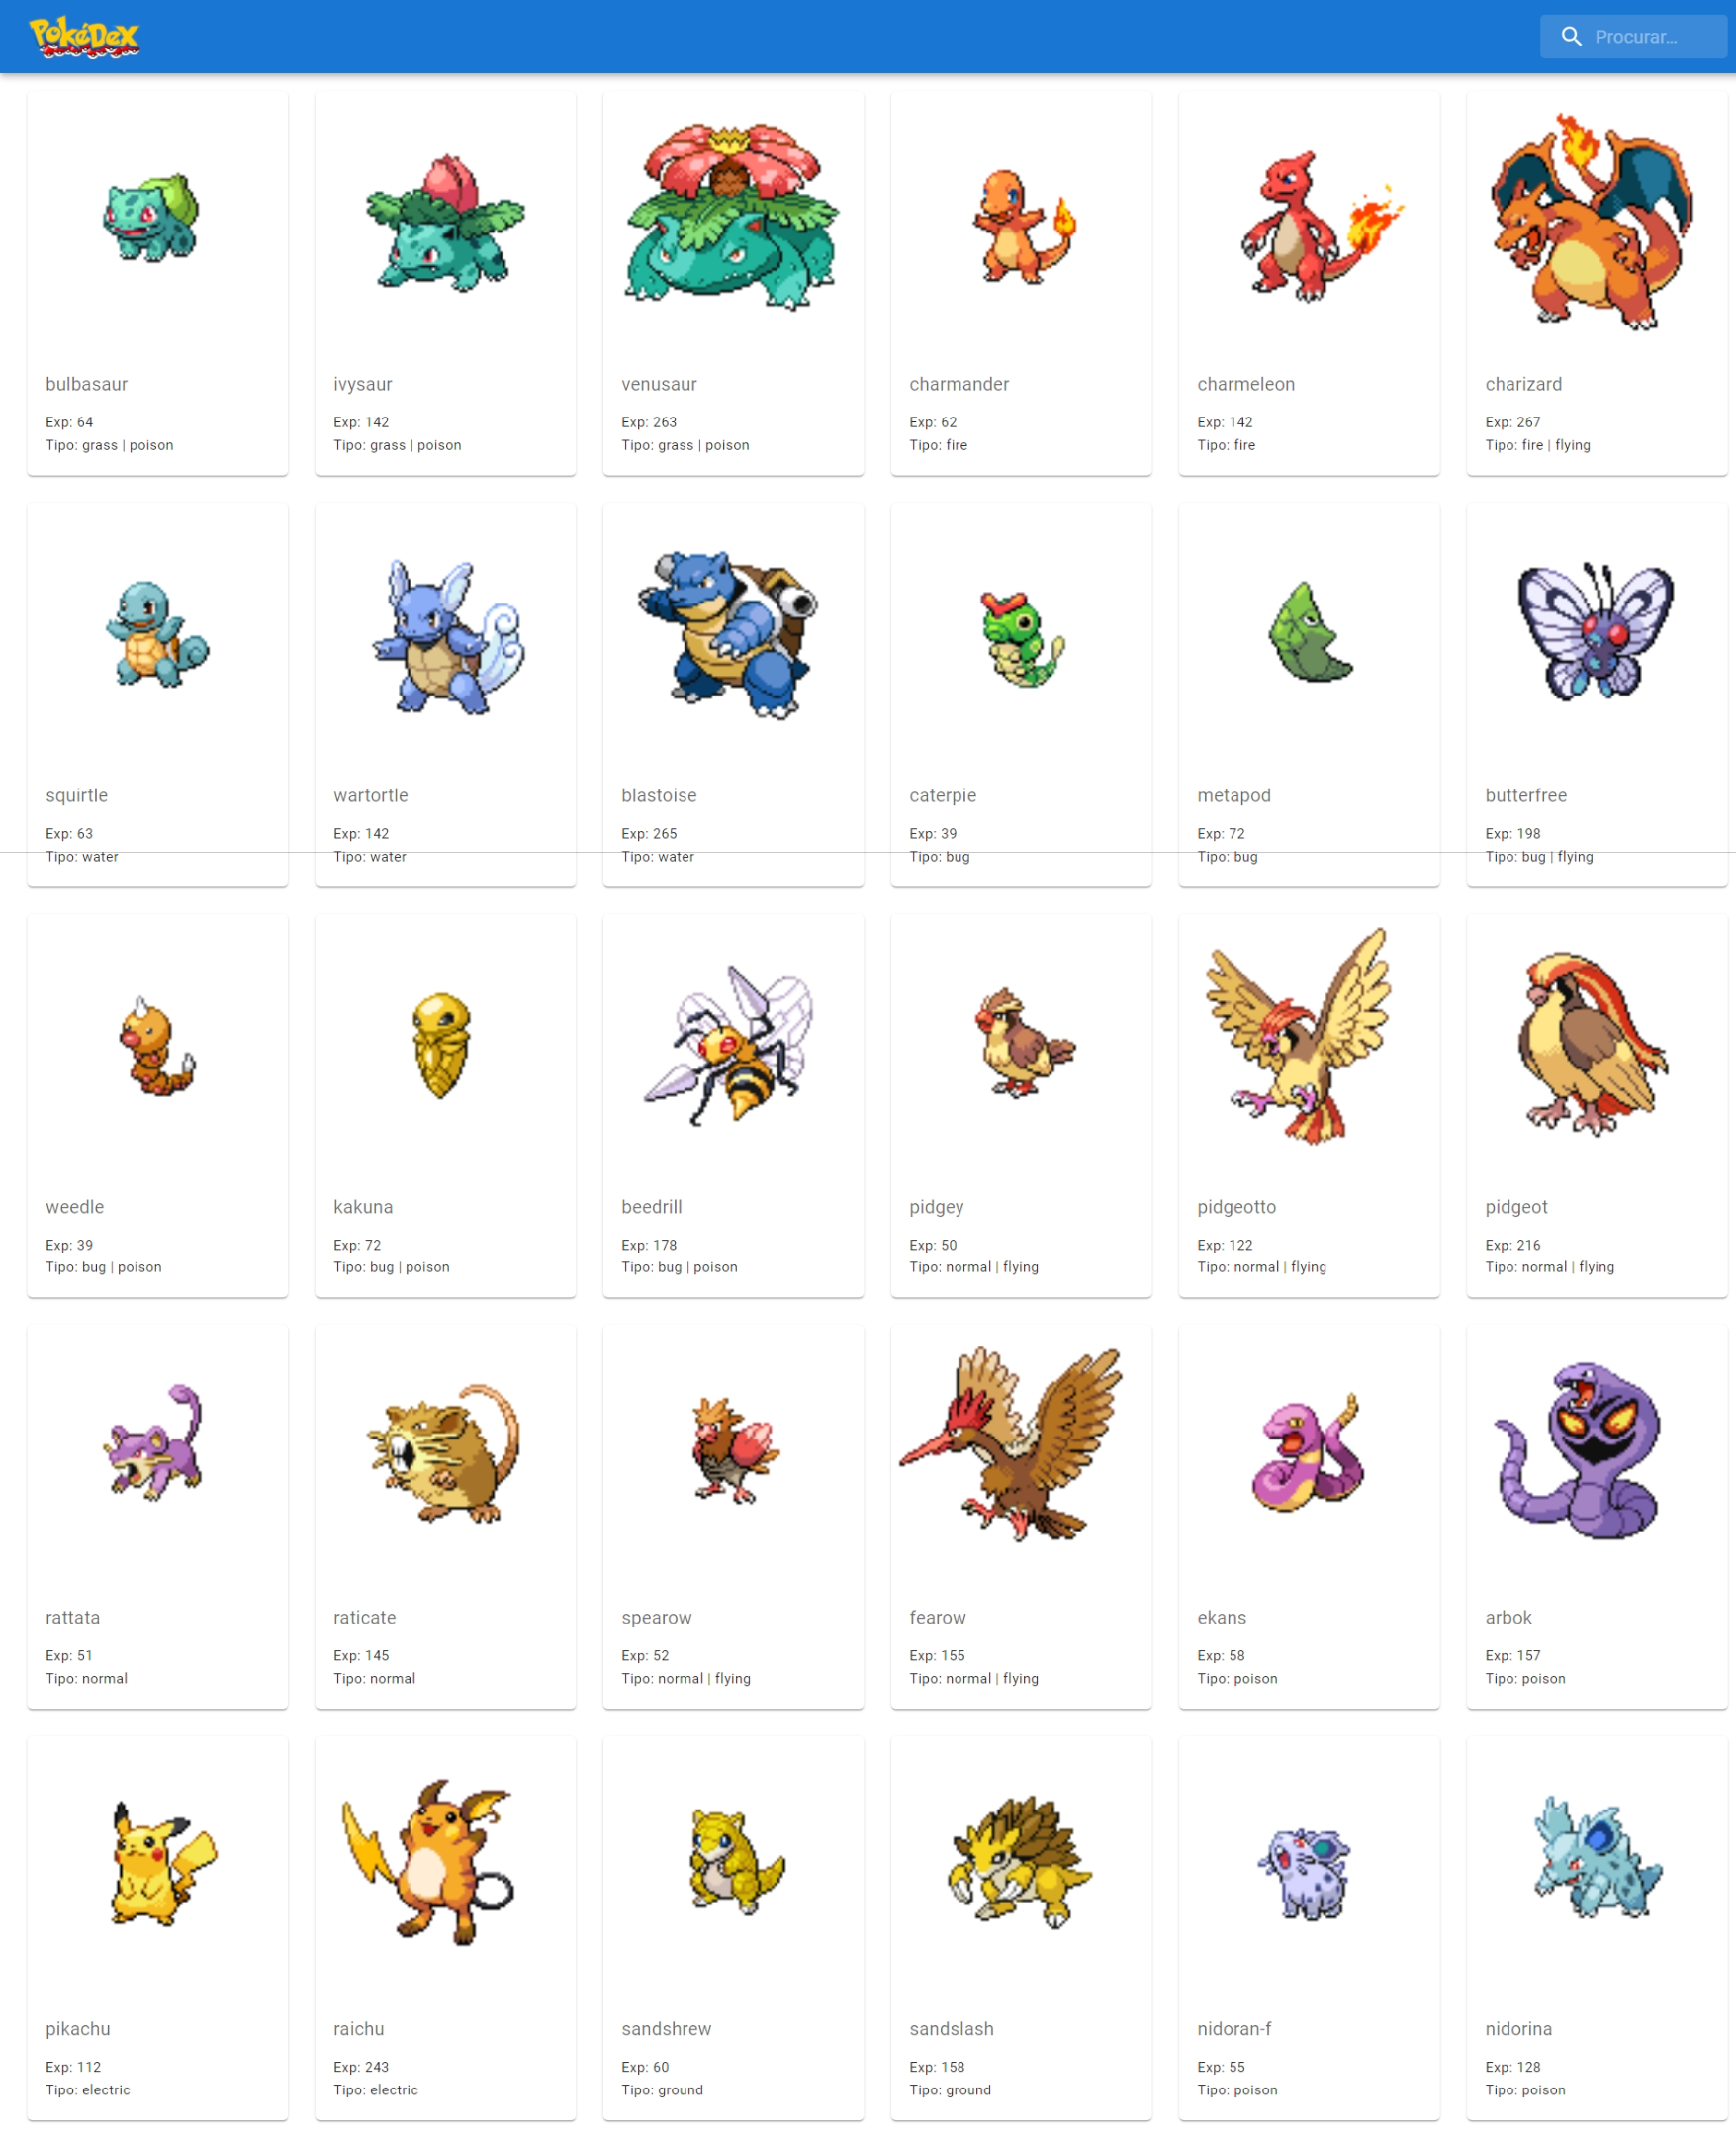 PokéDex
Procurar...
bulbasaur
Exp: 64
Tipo: grass | poison
ivysaur
Exp: 142
Tipo: grass | poison
venusaur
Exp: 263
Tipo: grass | poison
charmander
Exp: 62
Tipo: fire
charmeleon
Exp: 142
Tipo: fire
charizard
Exp: 267
Tipo: fire | flying
squirtle
Exp: 63
Tipo: water
wartortle
Exp: 142
Tipo: water
blastoise
Exp: 265
Tipo: water
caterpie
Exp: 39
Tipo: bug
metapod
Exp: 72
Tipo: bug
butterfree
Exp: 198
Tipo: bug | flying
weedle
Exp: 39
Tipo: bug | poison
kakuna
Exp: 72
Tipo: bug | poison
beedrill
Exp: 178
Tipo: bug | poison
pidgey
Exp: 50
Tipo: normal | flying
pidgeotto
Exp: 122
Tipo: normal | flying
pidgeot
Exp: 216
Tipo: normal | flying
rattata
Exp: 51
Tipo: normal
raticate
Exp: 145
Tipo: normal
spearow
Exp: 52
Tipo: normal | flying
fearow
Exp: 155
Tipo: normal | flying
ekans
Exp: 58
Tipo: poison
arbok
Exp: 157
Tipo: poison
pikachu
Exp: 112
Tipo: electric
raichu
Exp: 243
Tipo: electric
sandshrew
Exp: 60
Tipo: ground
sandslash
Exp: 158
Tipo: ground
nidoran-f
Exp: 55
Tipo: poison
nidorina
Exp: 128
Tipo: poison